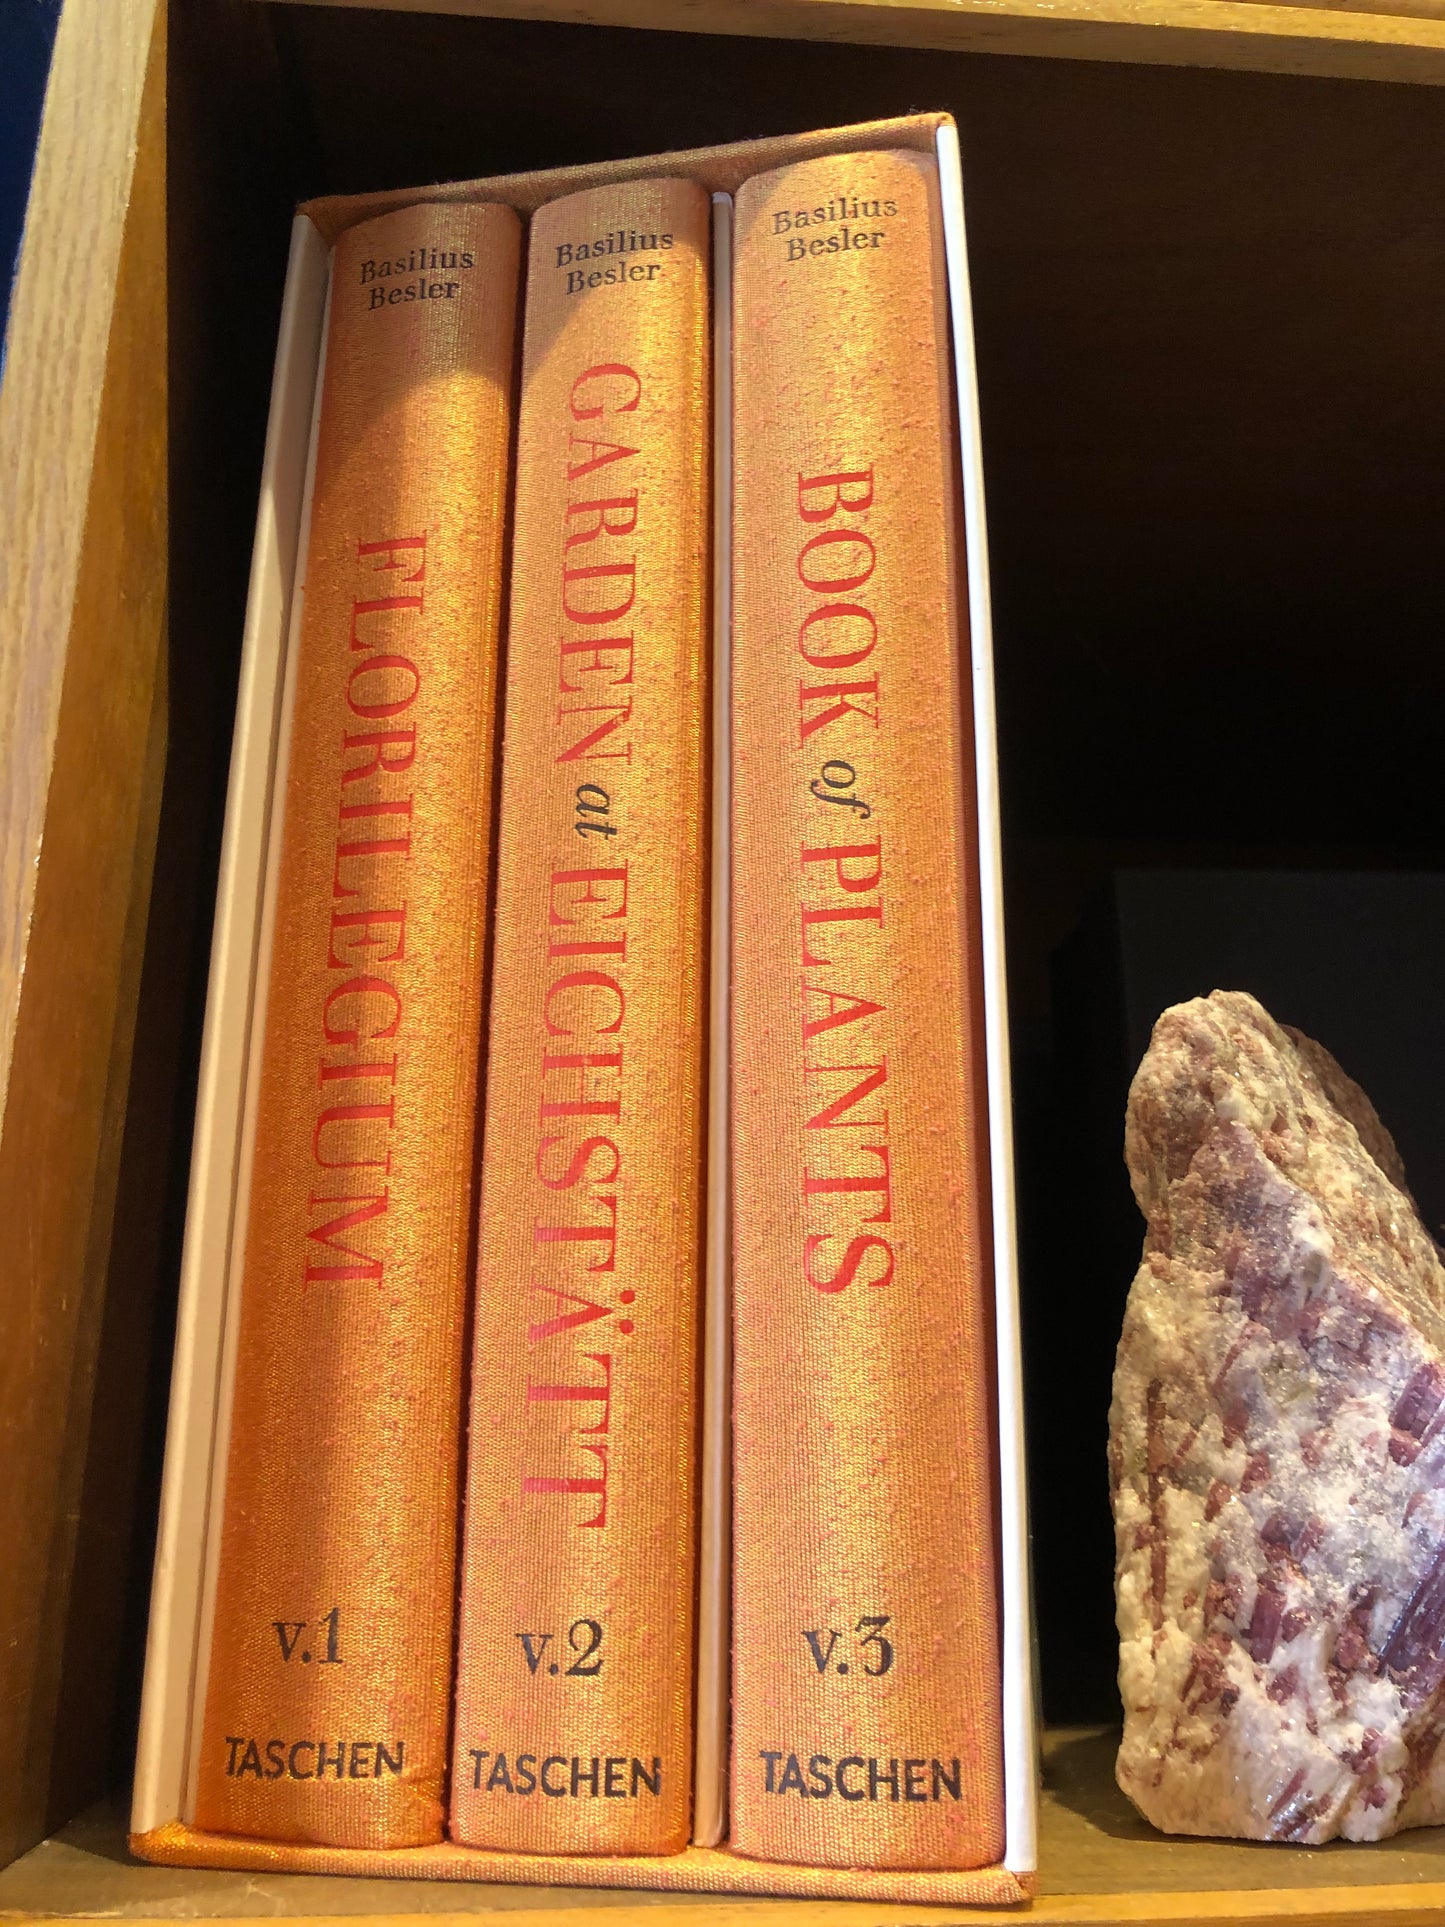 Basilius
Besler
FLORILEGIUM
v.1
TASCHEN
Basilius
Besler
GARDEN at EICHSTÄTT
v.2
TASCHEN
Basilius
Besler
BOOK of PLANTS
v.3
TASCHEN